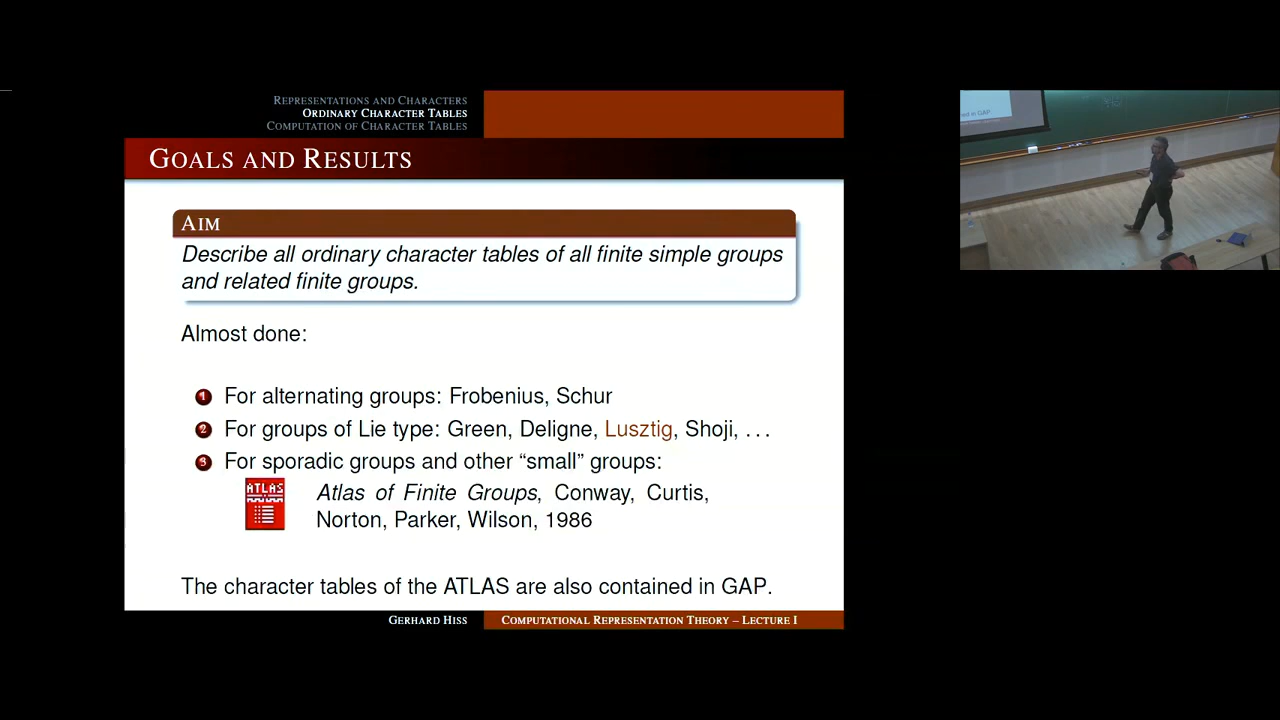 REPRESENTATIONS AND CHARACTERS
ORDINARY CHARACTER TABLES
COMPUTATION OF CHARACTER TABLES
GOALS AND RESULTS
AIM
Describe all ordinary character tables of all finite simple groups
and related finite groups.
Almost done:
1 For alternating groups: Frobenius, Schur
2 For groups of Lie type: Green, Deligne, Lusztig, Shoji, ...
3 For sporadic groups and other “small” groups:
ATLAS
Atlas of Finite Groups, Conway, Curtis,
Norton, Parker, Wilson, 1986
The character tables of the ATLAS are also contained in GAP.
GERHARD HISS
COMPUTATIONAL REPRESENTATION THEORY – LECTURE I